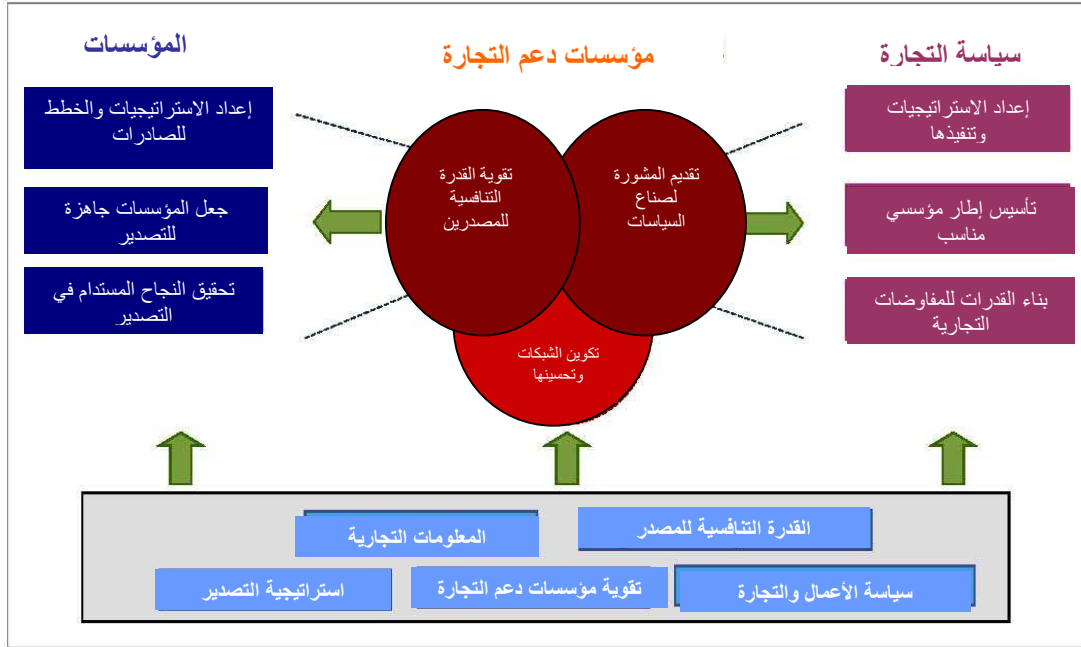 سياسة التجارة
مؤسسات دعم التجارة
المؤسسات
إعداد الاستراتيجيات
وتنفيذها
تأسيس إطار مؤسسي
مناسب
بناء القدرات للمفاوضات
التجارية
تقديم المشورة
لصناع
السياسات
تقوية القدرة
التنافسية
للمصدرين
تكوين الشبكات
وتحسينها
إعداد الاستراتيجيات والخطط
للصادرات
جعل المؤسسات جاهزة
للتصدير
تحقيق النجاح المستدام في
التصدير
القدرة التنافسية للمصدر
المعلومات التجارية
سياسة الأعمال والتجارة
تقوية مؤسسات دعم التجارة
استراتيجية التصدير